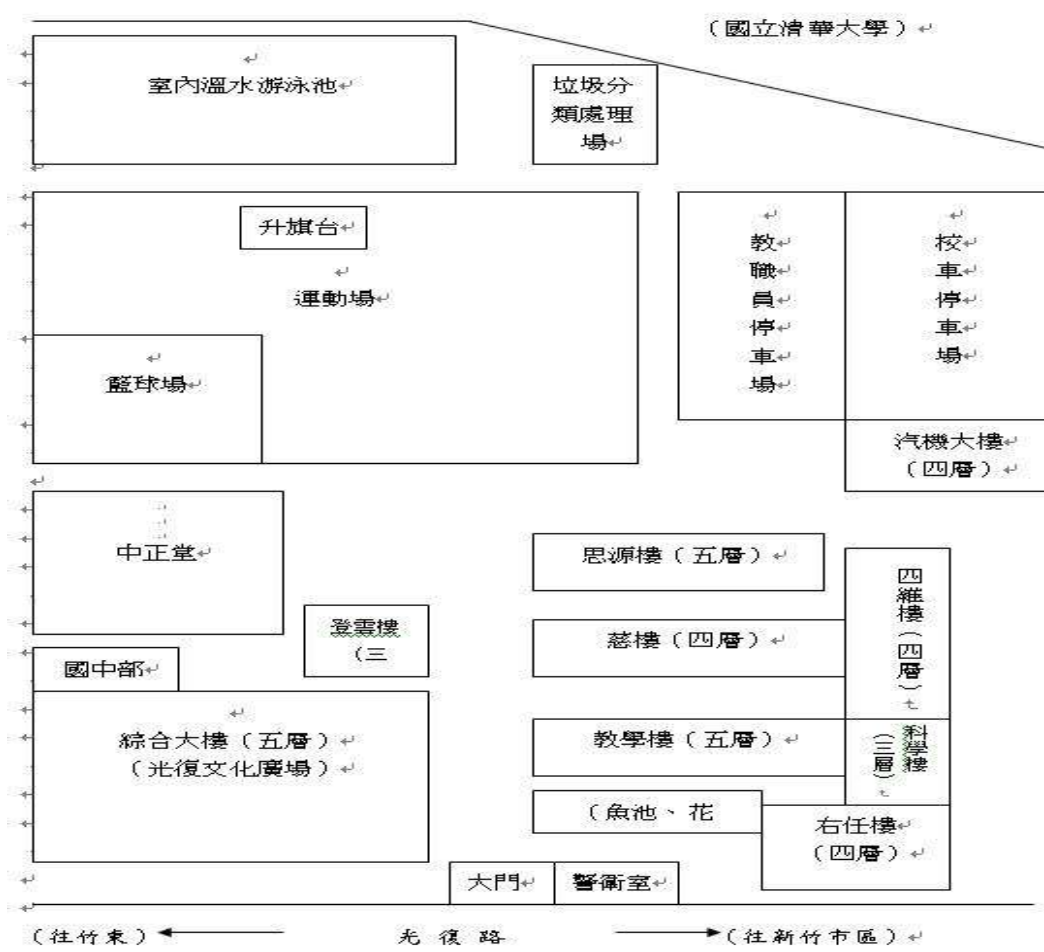 (國立清華大學)
室內溫水游泳池
垃圾分
類處理
場
升旗台
運動場
籃球場
教職員停車場
校車停車場
汽機大樓
(四層)
中正堂
思源樓(五層)
四維樓(四層)
登雲樓
(三
慈樓(四層)
國中部
綜合大樓(五層)
(光復文化廣場)
教學樓(五層)
科學樓
(三層)
(魚池、花
右任樓
(四層)
大門
警衛室
(往竹東)
光復路
(往新竹市區)